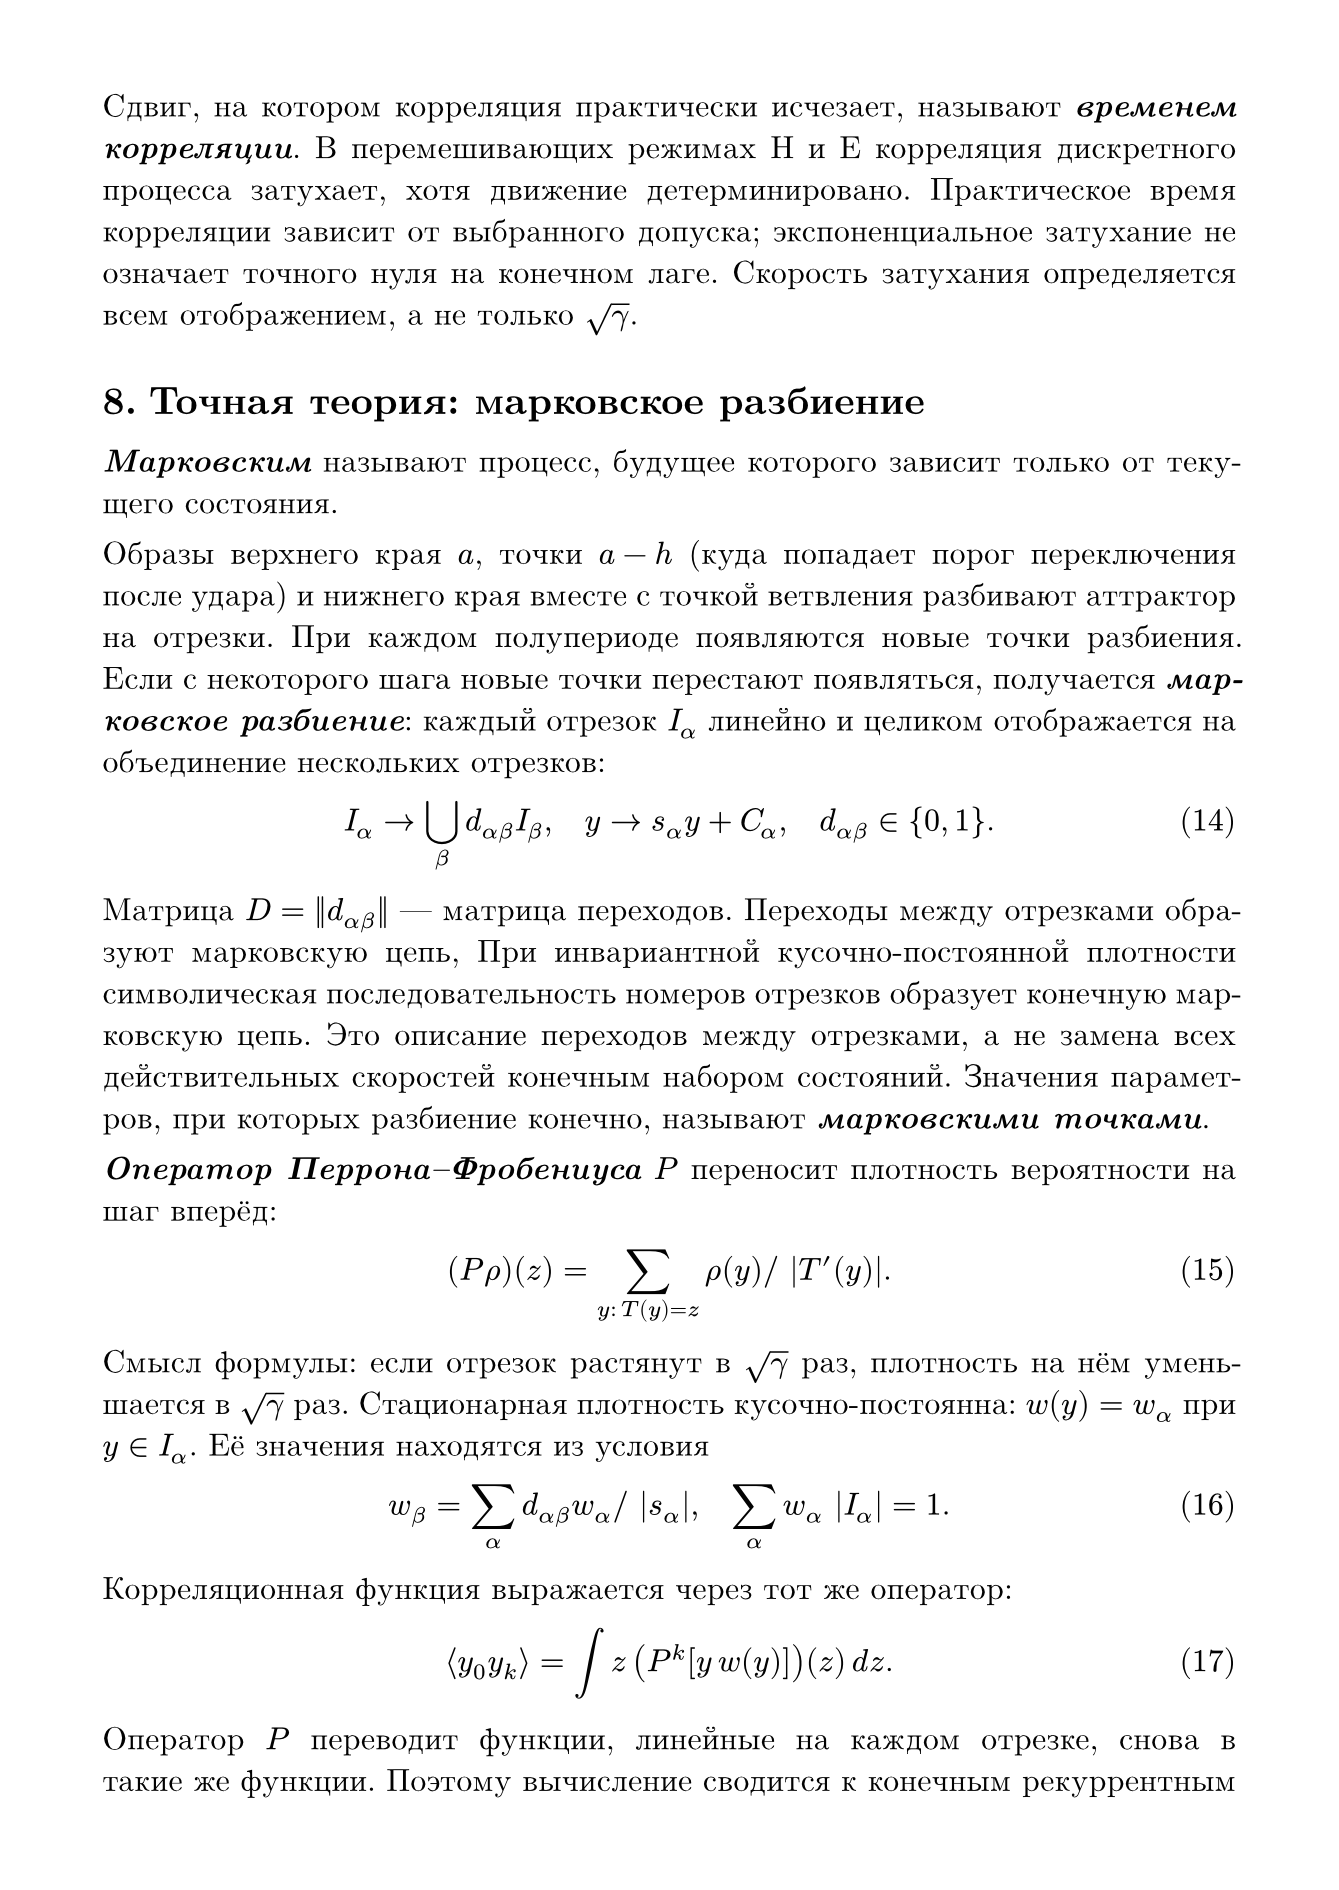 Сдвиг, на котором корреляция практически исчезает, называют временем
корреляции. В перемешивающих режимах H и E корреляция дискретного
процесса затухает, хотя движение детерминировано. Практическое время
корреляции зависит от выбранного допуска; экспоненциальное затухание не
означает точного нуля на конечном лаге. Скорость затухания определяется
всем отображением, а не только √γ.
8. Точная теория: марковское разбиение
Марковским называют процесс, будущее которого зависит только от теку-
щего состояния.
Образы верхнего края a, точки a − h (куда попадает порог переключения
после удара) и нижнего края вместе с точкой ветвления разбивают аттрактор
на отрезки. При каждом полупериоде появляются новые точки разбиения.
Если с некоторого шага новые точки перестают появляться, получается мар-
ковское разбиение: каждый отрезок I_α линейно и целиком отображается на
объединение нескольких отрезков:
I_α → ⋃_β d_{αβ} I_β, y → s_α y + C_α, d_{αβ} ∈ {0, 1}. (14)
Матрица D = ‖d_{αβ}‖ — матрица переходов. Переходы между отрезками обра-
зуют марковскую цепь, При инвариантной кусочно-постоянной плотности
символическая последовательность номеров отрезков образует конечную мар-
ковскую цепь. Это описание переходов между отрезками, а не замена всех
действительных скоростей конечным набором состояний. Значения парамет-
ров, при которых разбиение конечно, называют марковскими точками.
Оператор Перрона–Фробениуса P переносит плотность вероятности на
шаг вперёд:
(Pρ)(z) = ∑_{y: T(y)=z} ρ(y)/ |T′(y)|. (15)
Смысл формулы: если отрезок растянут в √γ раз, плотность на нём умень-
шается в √γ раз. Стационарная плотность кусочно-постоянна: w(y) = w_α при
y ∈ I_α. Её значения находятся из условия
w_β = ∑_α d_{αβ} w_α/ |s_α|, ∑_α w_α |I_α| = 1. (16)
Корреляционная функция выражается через тот же оператор:
⟨y_0 y_k⟩ = ∫ z (P^k[y w(y)])(z) dz. (17)
Оператор P переводит функции, линейные на каждом отрезке, снова в
такие же функции. Поэтому вычисление сводится к конечным рекуррентным